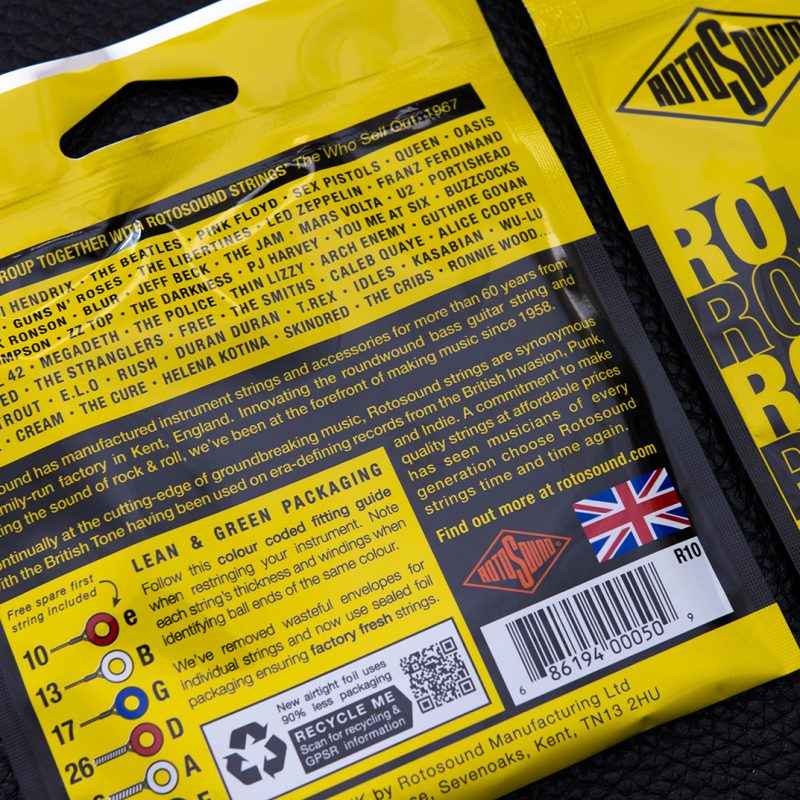 GROUP TOGETHER WITH ROTOSOUND STRINGS' The Who Sell Out, 1967
HENDRIX · THE BEATLES · PINK FLOYD · SEX PISTOLS · QUEEN · OASIS
GUNS N' ROSES · THE LIBERTINES · LED ZEPPELIN · FRANZ FERDINAND
RONSON · BLUR · JEFF BECK · THE JAM · MARS VOLTA · U2 · PORTISHEAD
ZZ TOP · THE DARKNESS · PJ HARVEY · YOU ME AT SIX · BUZZCOCKS
42 · MEGADETH · THE POLICE · THIN LIZZY · ARCH ENEMY · GUTHRIE GOVAN
THE STRANGLERS · FREE · THE SMITHS · CALEB QUAYE · ALICE COOPER
E.L.O · RUSH · DURAN DURAN · T.REX · IDLES · KASABIAN · WU-LU
CREAM · THE CURE · HELENA KOTINA · SKINDRED · THE CRIBS · RONNIE WOOD...
has manufactured instrument strings and accessories for more than 60 years from
factory in Kent, England. Innovating the roundwound bass guitar string and
the sound of rock & roll, we've been at the forefront of making music since 1958.
at the cutting-edge of groundbreaking music, Rotosound strings are synonymous
with the British Tone having been used on era-defining records from the British Invasion, Punk,
and Indie. A commitment to make
quality strings at affordable prices
has seen musicians of every
generation choose Rotosound
strings time and time again.
Find out more at rotosound.com
ROTOSOUND
R10
6 86194 00050 9
LEAN & GREEN PACKAGING
Follow this colour coded fitting guide
when restringing your instrument. Note
each string's thickness and windings when
identifying ball ends of the same colour.
We've removed wasteful envelopes for
individual strings and now use sealed foil
packaging ensuring factory fresh strings.
Free spare first
string included
10 e
13 B
17 G
26 D
A
New airtight foil uses
90% less packaging
RECYCLE ME
Scan for recycling &
GPSR information
by Rotosound Manufacturing Ltd
Sevenoaks, Kent, TN13 2HU
ROTOSOUND